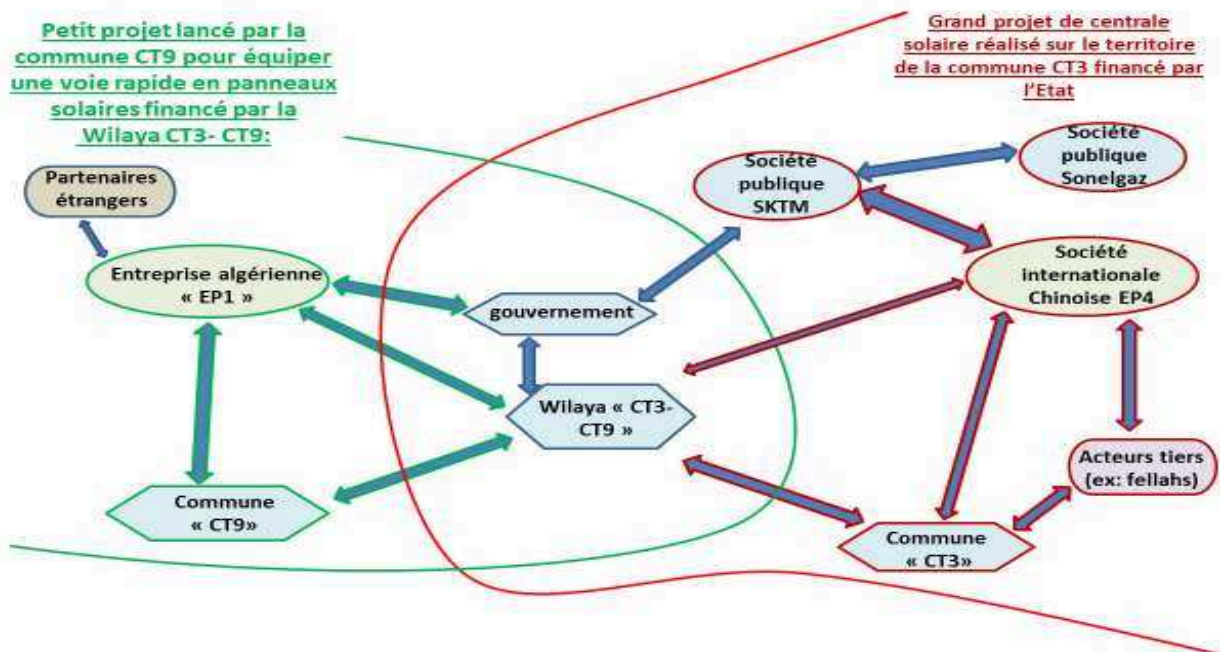 Petit projet lancé par la
commune CT9 pour équiper
une voie rapide en panneaux
solaires financé par la
Wilaya CT3- CT9:
Grand projet de centrale
solaire réalisé sur le territoire
de la commune CT3 financé par
l'Etat
Partenaires
étrangers
Société
publique
SKTM
Société
publique
Sonelgaz
Entreprise algérienne
« EP1 »
gouvernement
Société
internationale
Chinoise EP4
Wilaya « CT3-
CT9 »
Acteurs tiers
(ex: fellahs)
Commune
« CT9»
Commune
« CT3»